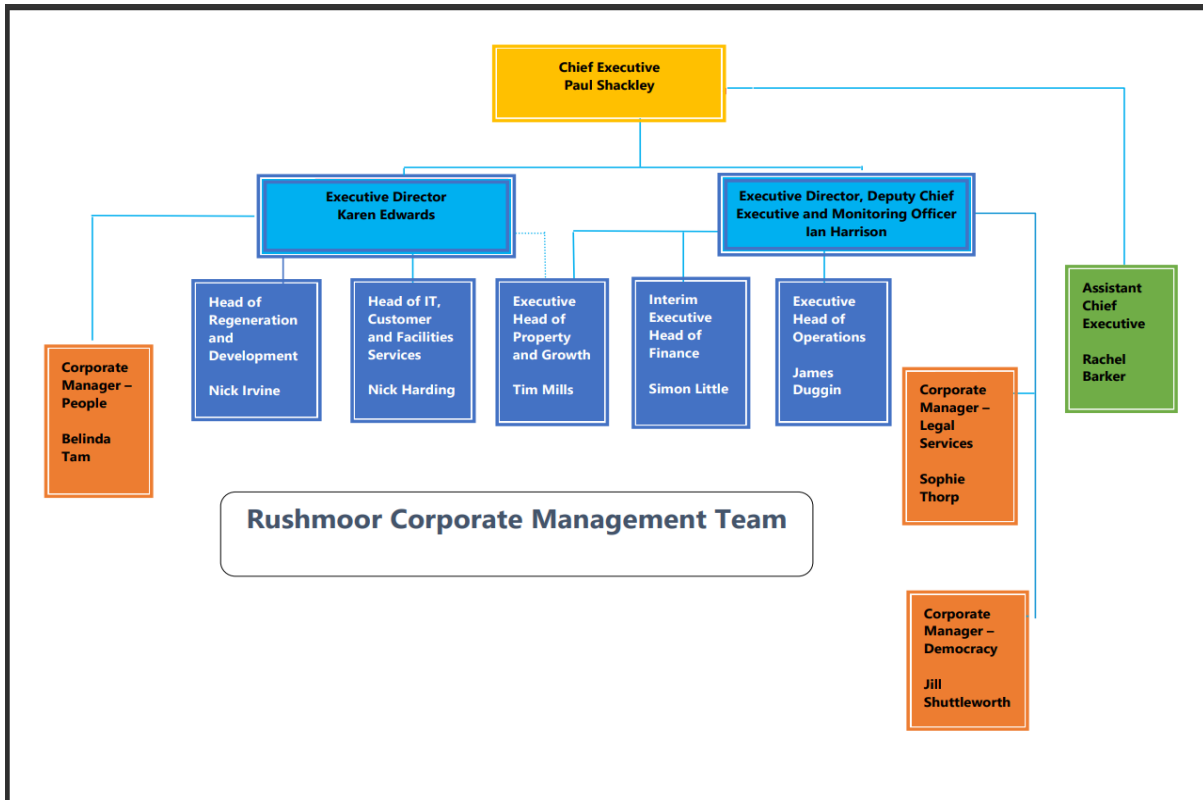 Chief Executive
Paul Shackley
Executive Director
Karen Edwards
Executive Director, Deputy Chief
Executive and Monitoring Officer
Ian Harrison
Head of
Regeneration
and
Development
Nick Irvine
Head of IT,
Customer
and Facilities
Services
Nick Harding
Executive
Head of
Property
and Growth
Tim Mills
Interim
Executive
Head of
Finance
Simon Little
Executive
Head of
Operations
James
Duggin
Assistant
Chief
Executive
Rachel
Barker
Corporate
Manager –
People
Belinda
Tam
Corporate
Manager –
Legal
Services
Sophie
Thorp
Rushmoor Corporate Management Team
Corporate
Manager –
Democracy
Jill
Shuttleworth